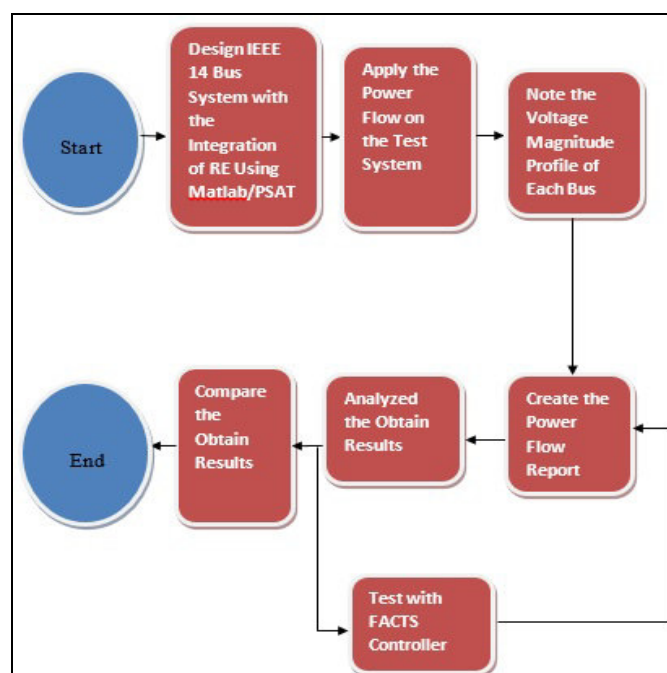 Start
Design IEEE
14 Bus
System with
the
Integration
of RE Using
Matlab/PSAT
Apply the
Power
Flow on
the Test
System
Note the
Voltage
Magnitude
Profile of
Each Bus
End
Compare
the
Obtain
Results
Analyzed
the Obtain
Results
Create the
Power
Flow
Report
Test with
FACTS
Controller